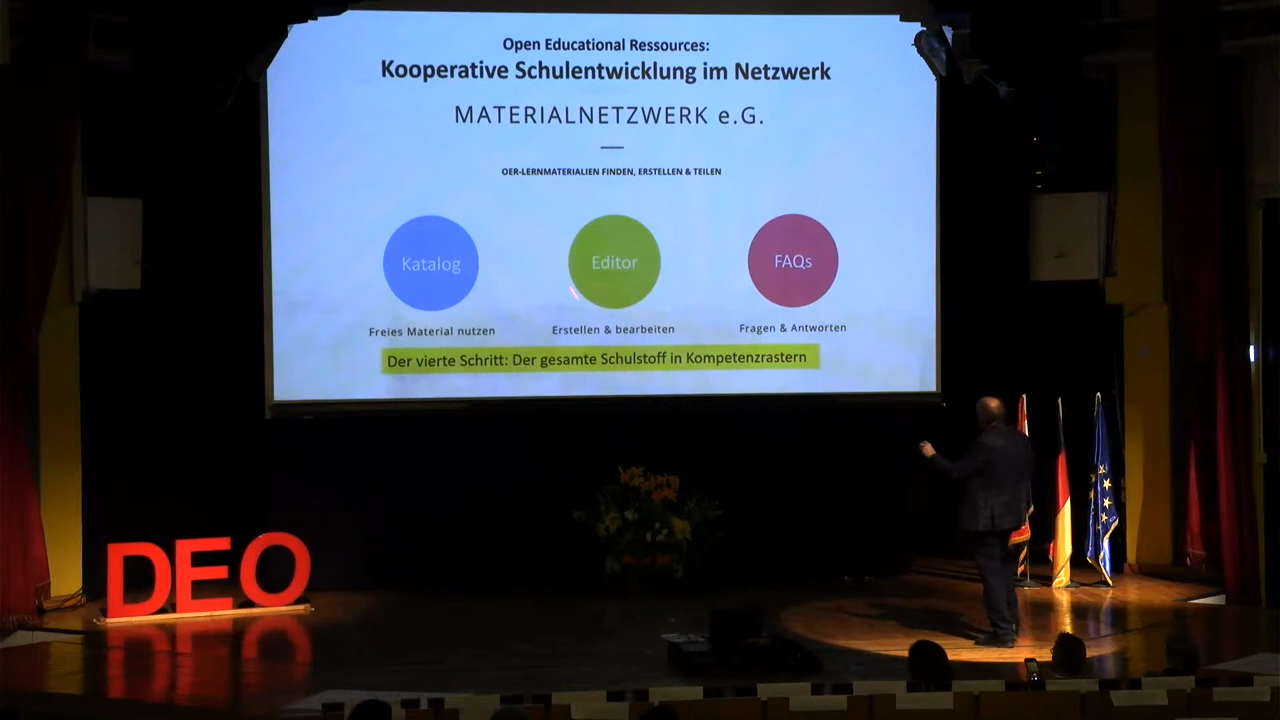 Open Educational Ressources:
Kooperative Schulentwicklung im Netzwerk
MATERIALNETZWERK e.G.
OER-LERNMATERIALIEN FINDEN, ERSTELLEN & TEILEN
Katalog
Editor
FAQs
Freies Material nutzen
Erstellen & bearbeiten
Fragen & Antworten
Der vierte Schritt: Der gesamte Schulstoff in Kompetenzrastern
DEO